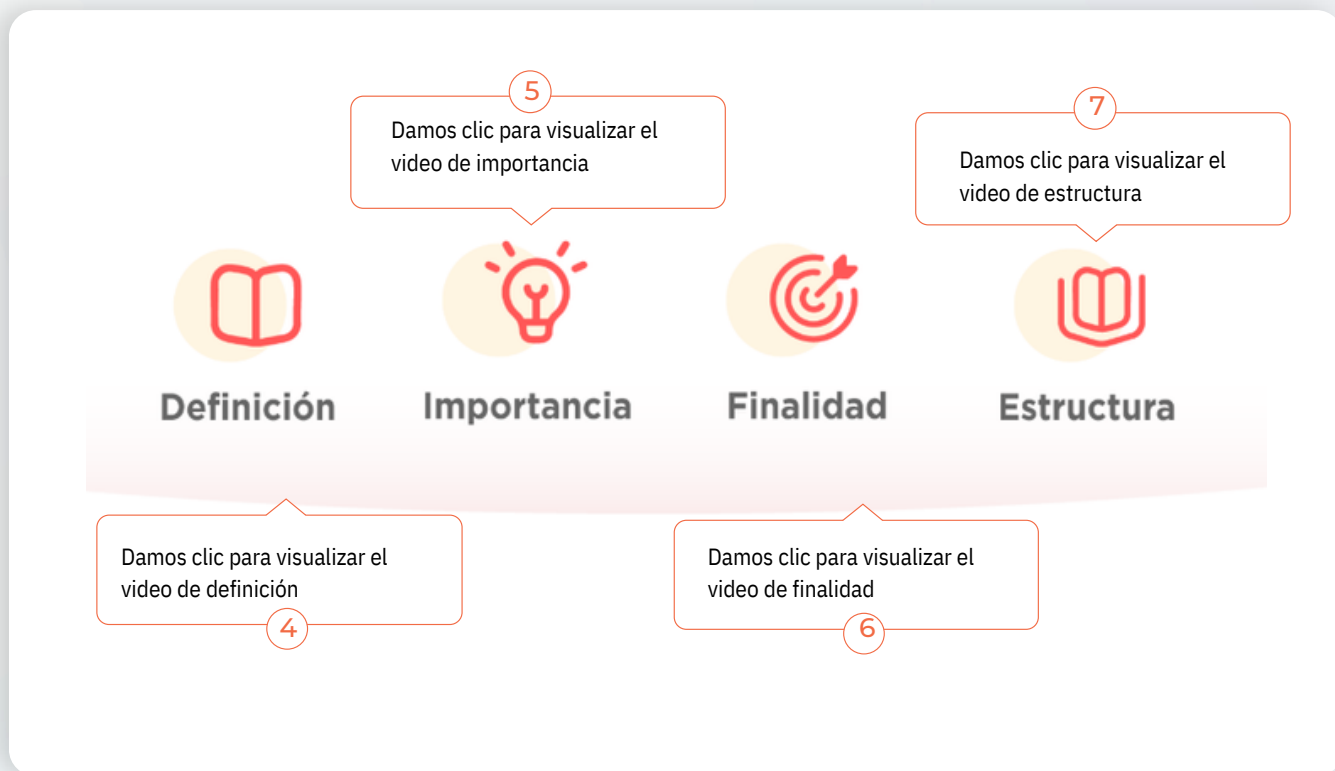 5
Damos clic para visualizar el
video de importancia
7
Damos clic para visualizar el
video de estructura
Definición
Importancia
Finalidad
Estructura
Damos clic para visualizar el
video de definición
4
Damos clic para visualizar el
video de finalidad
6